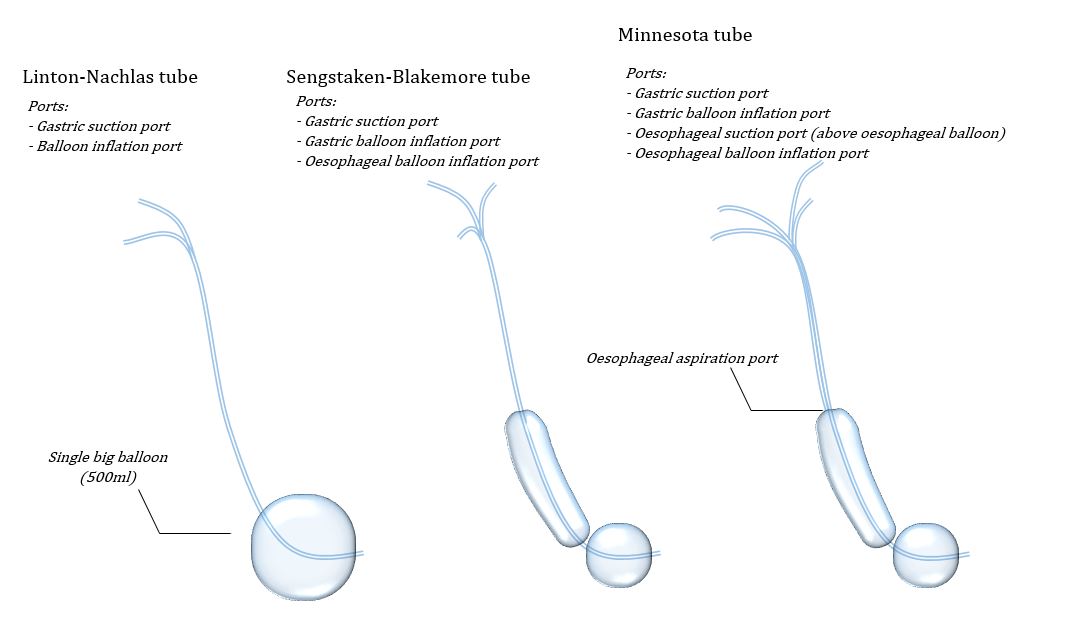 Linton-Nachlas tube
Ports:
- Gastric suction port
- Balloon inflation port
Sengstaken-Blakemore tube
Ports:
- Gastric suction port
- Gastric balloon inflation port
- Oesophageal balloon inflation port
Minnesota tube
Ports:
- Gastric suction port
- Gastric balloon inflation port
- Oesophageal suction port (above oesophageal balloon)
- Oesophageal balloon inflation port
Oesophageal aspiration port
Single big balloon
(500ml)